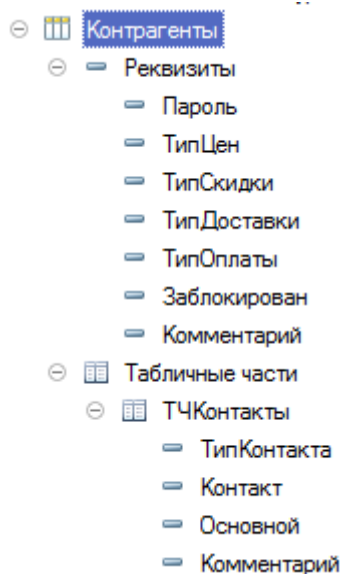 Контрагенты
Реквизиты
Пароль
ТипЦен
ТипСкидки
ТипДоставки
ТипОплаты
Заблокирован
Комментарий
Табличные части
ТЧКонтакты
ТипКонтакта
Контакт
Основной
Комментарий